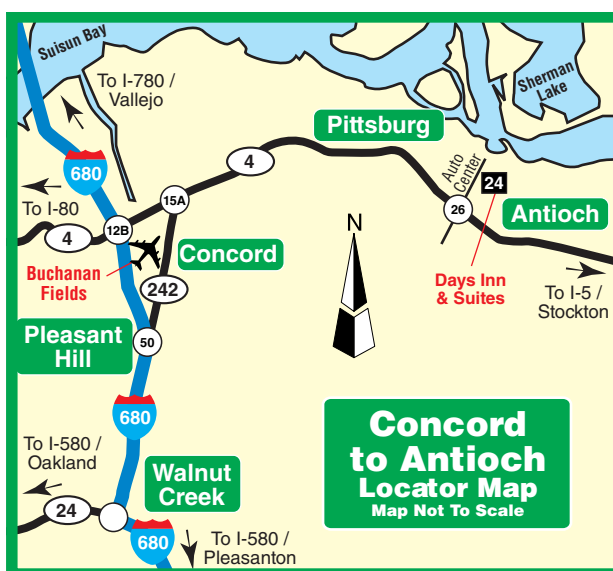 Suisun Bay
To I-780 /
Vallejo
Sherman
Lake
Pittsburg
680
4
Auto
Center
24
To I-80
15A
26
Antioch
4
12B
N
Concord
Buchanan
Fields
242
Days Inn
& Suites
To I-5 /
Stockton
Pleasant
Hill
50
680
Concord
to Antioch
Locator Map
Map Not To Scale
To I-580 /
Oakland
Walnut
Creek
24
680
To I-580 /
Pleasanton